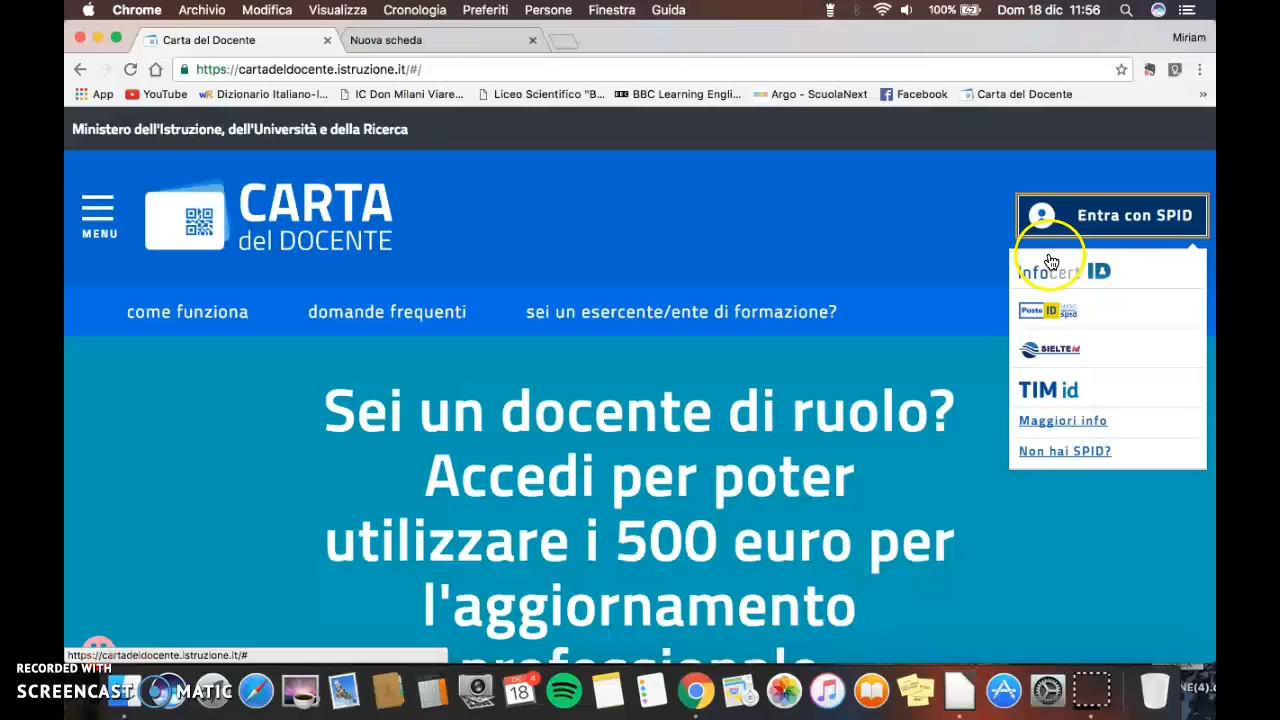 Chrome Archivio Modifica Visualizza Cronologia Preferiti Persone Finestra Guida 100% Dom 18 dic 11:56
Carta del Docente Nuova scheda Miriam
https://cartadeldocente.istruzione.it/#/
App YouTube Dizionario Italiano-I... IC Don Milani Viare... Liceo Scientifico "B... BBC Learning Engli... Argo - ScuolaNext Facebook Carta del Docente »
Ministero dell'Istruzione, dell'Università e della Ricerca
MENU
CARTA
del DOCENTE
Entra con SPID
Infocert ID
Poste ID
spid
SIELTE id
TIM id
Maggiori info
Non hai SPID?
come funziona domande frequenti sei un esercente/ente di formazione?
Sei un docente di ruolo?
Accedi per poter
utilizzare i 500 euro per
l'aggiornamento
professionale
https://cartadeldocente.istruzione.it/#
RECORDED WITH
SCREENCAST MATIC
DIC 4
18